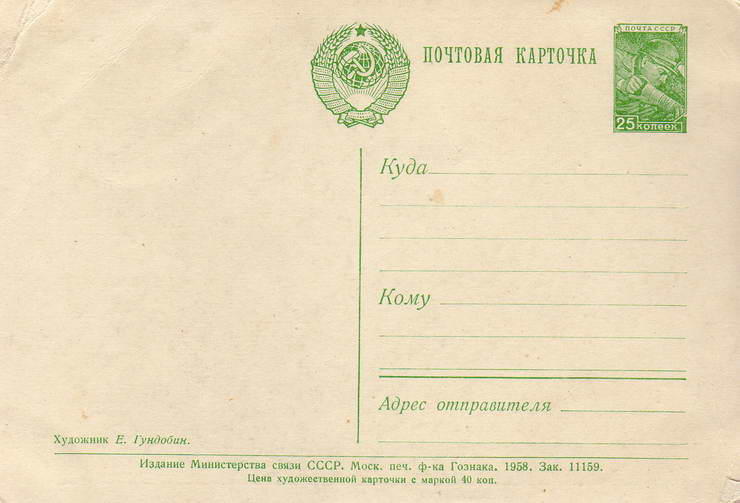 ПОЧТОВАЯ КАРТОЧКА
ПОЧТА СССР
25 КОПЕЕК
Куда
Кому
Адрес отправителя
Художник Е. Гундобин.
Издание Министерства связи СССР. Моск. печ. ф-ка Гознака. 1958. Зак. 11159.
Цена художественной карточки с маркой 40 коп.